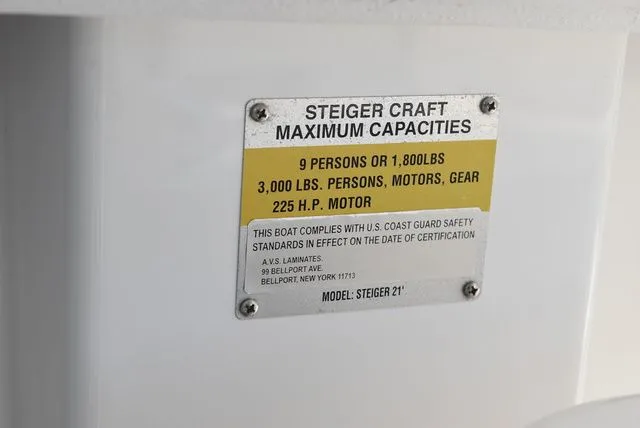 STEIGER CRAFT
MAXIMUM CAPACITIES
9 PERSONS OR 1,800LBS
3,000 LBS. PERSONS, MOTORS, GEAR
225 H.P. MOTOR
THIS BOAT COMPLIES WITH U.S. COAST GUARD SAFETY
STANDARDS IN EFFECT ON THE DATE OF CERTIFICATION
A.V.S. LAMINATES.
99 BELLPORT AVE.
BELLPORT, NEW YORK 11713
MODEL: STEIGER 21'